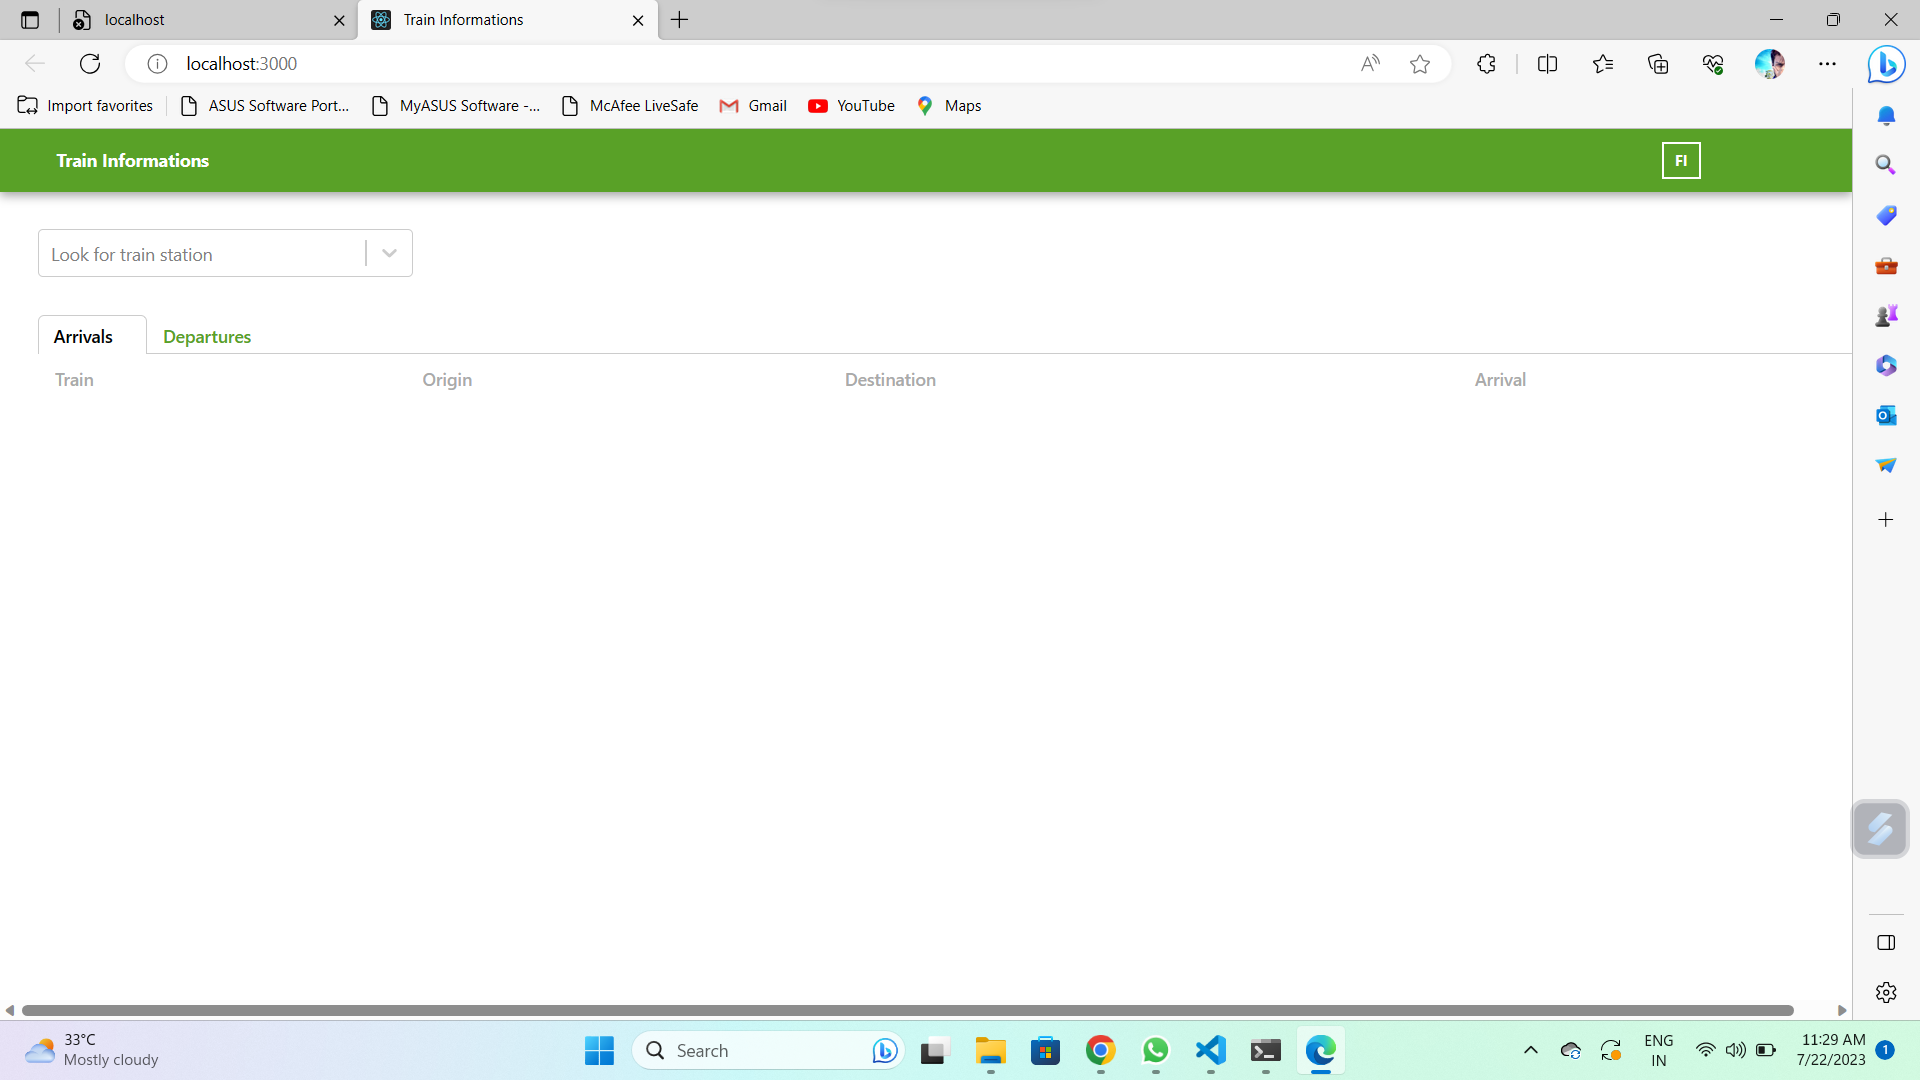 localhost
Train Informations
localhost:3000
Import favorites
ASUS Software Port...
MyASUS Software -...
McAfee LiveSafe
Gmail
YouTube
Maps
Train Informations
FI
Look for train station
Arrivals
Departures
Train
Origin
Destination
Arrival
33°C
Mostly cloudy
Search
ENG
IN
11:29 AM
7/22/2023
1